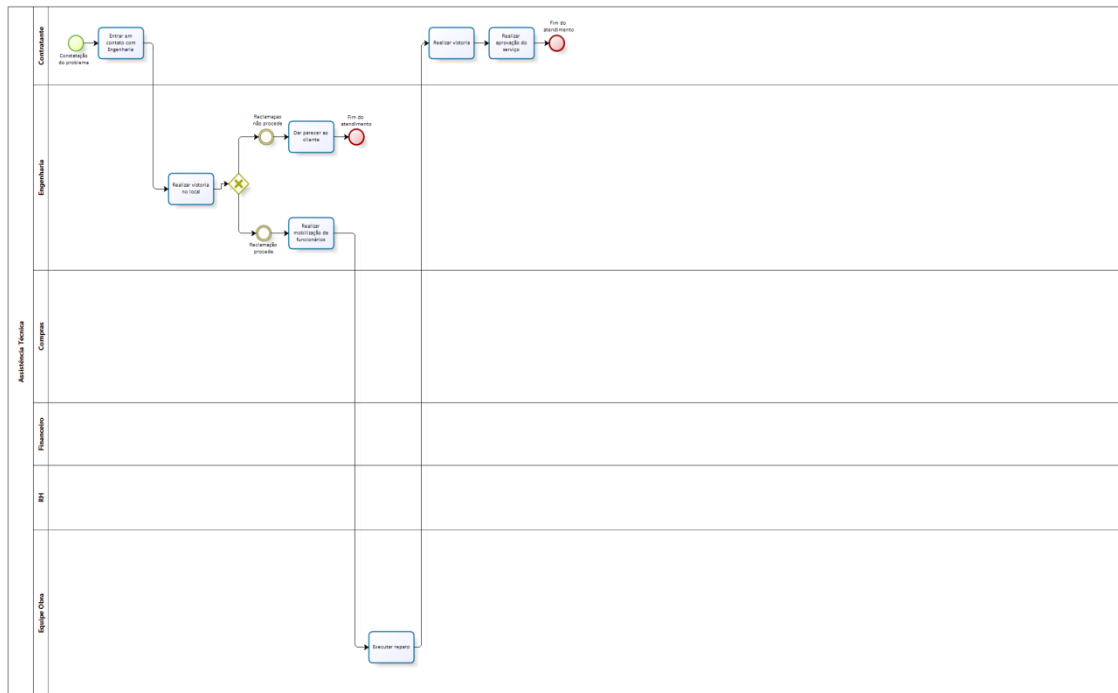 Assistência Técnica
Contratante
Constatação
do problema
Entrar em
contato com
Engenharia
Realizar vistoria
Realizar
aprovação do
serviço
Fim do
atendimento
Engenharia
Realizar vistoria
no local
Reclamaçao
não procede
Dar parecer ao
cliente
Fim do
atendimento
Reclamação
procede
Realizar
mobilização de
funcionários
Compras
Financeiro
RH
Equipe Obra
Executar reparo